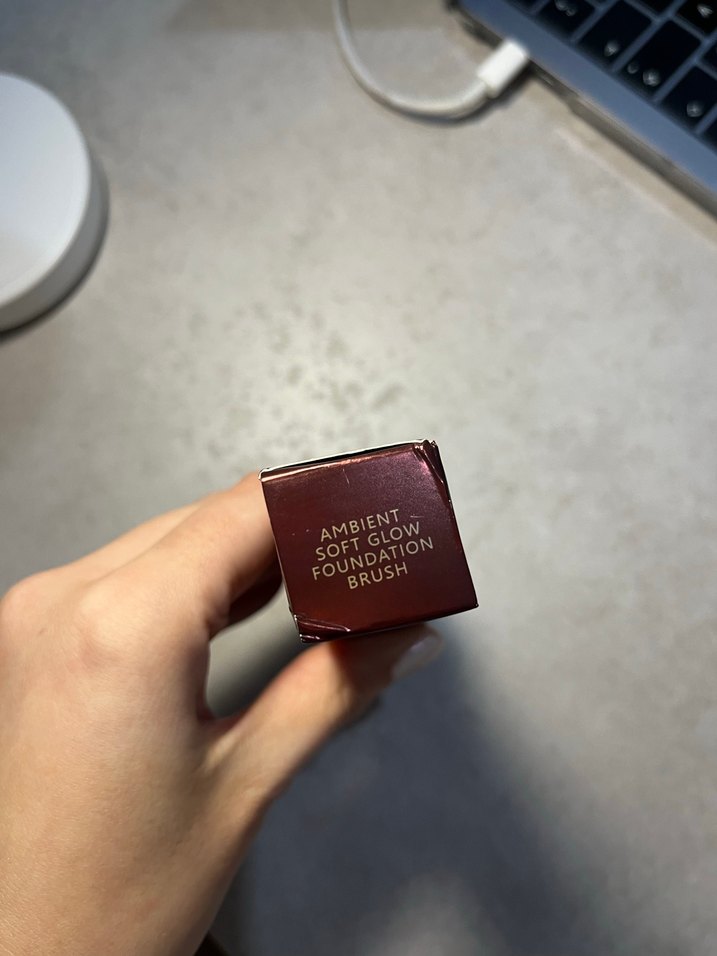 AMBIENT
SOFT GLOW
FOUNDATION
BRUSH